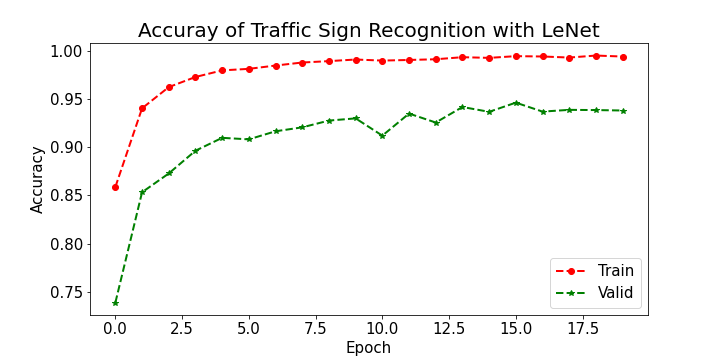 Accuray of Traffic Sign Recognition with LeNet
1.00
0.95
0.90
0.85
0.80
0.75
Accuracy
Train
Valid
0.0 2.5 5.0 7.5 10.0 12.5 15.0 17.5
Epoch